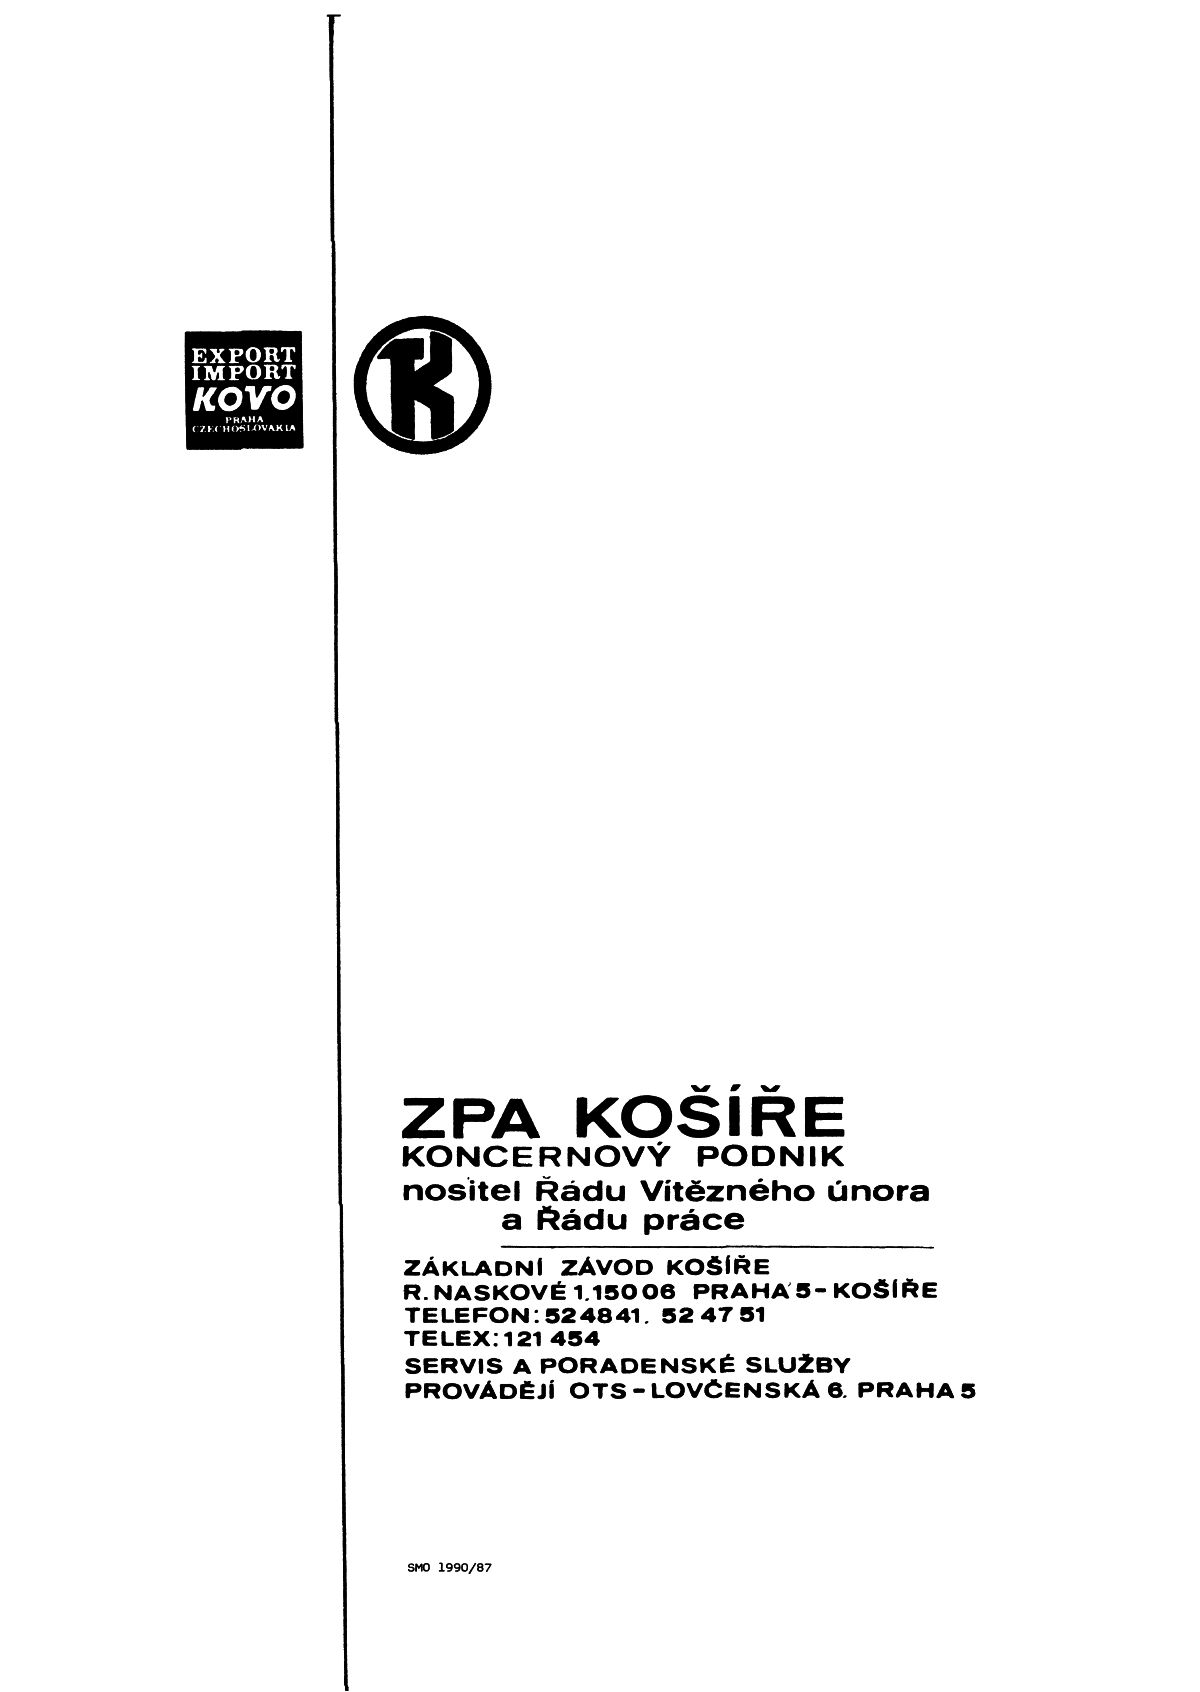 EXPORT
IMPORT
KOVO
PRAHA
CZECHOSLOVAKIA
K
ZPA KOŠÍŘE
KONCERNOVÝ PODNIK
nositel Řádu Vítězného února
a Řádu práce
ZÁKLADNÍ ZÁVOD KOŠÍŘE
R. NASKOVÉ 1, 150 06 PRAHA 5 - KOŠÍŘE
TELEFON: 52 48 41. 52 47 51
TELEX: 121 454
SERVIS A PORADENSKÉ SLUŽBY
PROVÁDĚJÍ OTS - LOVČENSKÁ 6. PRAHA 5
SMO 1990/87